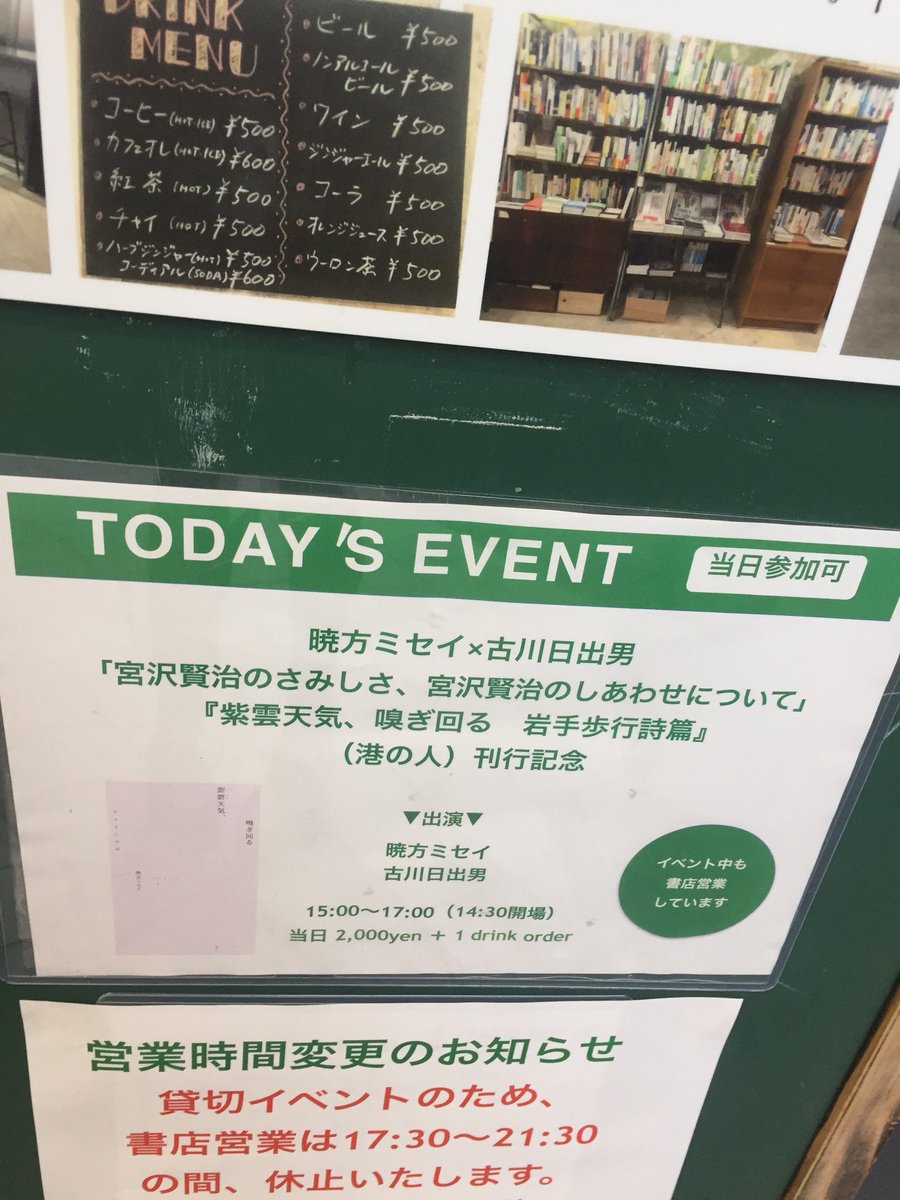 DRINK
MENU
コーヒー(HOT・ICE) ¥500
カフェオレ(HOT・ICE) ¥600
紅茶 (HOT) ¥500
チャイ (HOT) ¥500
ハーブジンジャー(HOT) ¥500
コーディアル(SODA) ¥600
ビール ¥500
ノンアルコール
ビール ¥500
ワイン ¥500
ジンジャーエール ¥500
コーラ ¥500
オレンジジュース ¥500
ウーロン茶 ¥500
TODAY'S EVENT
当日参加可
暁方ミセイ×古川日出男
「宮沢賢治のさみしさ、宮沢賢治のしあわせについて」
『紫雲天気、嗅ぎ回る 岩手歩行詩篇』
(港の人)刊行記念
紫雲天気、
嗅ぎ回る
▼出演▼
暁方ミセイ
古川日出男
15:00〜17:00(14:30開場)
当日 2,000yen + 1 drink order
イベント中も
書店営業
しています
営業時間変更のお知らせ
貸切イベントのため、
書店営業は17:30〜21:30
の間、休止いたします。